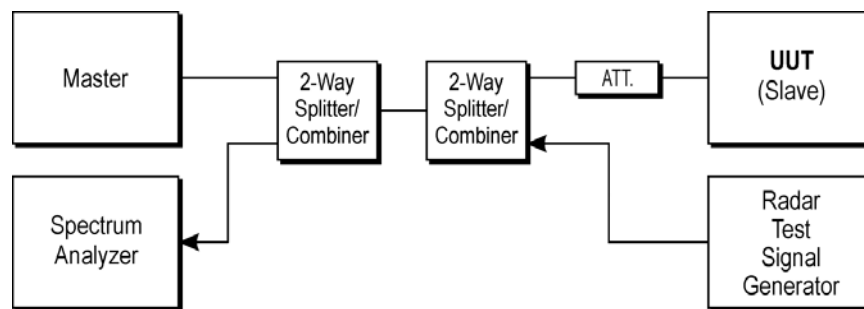 Master
2-Way
Splitter/
Combiner
2-Way
Splitter/
Combiner
ATT.
UUT
(Slave)
Spectrum
Analyzer
Radar
Test
Signal
Generator